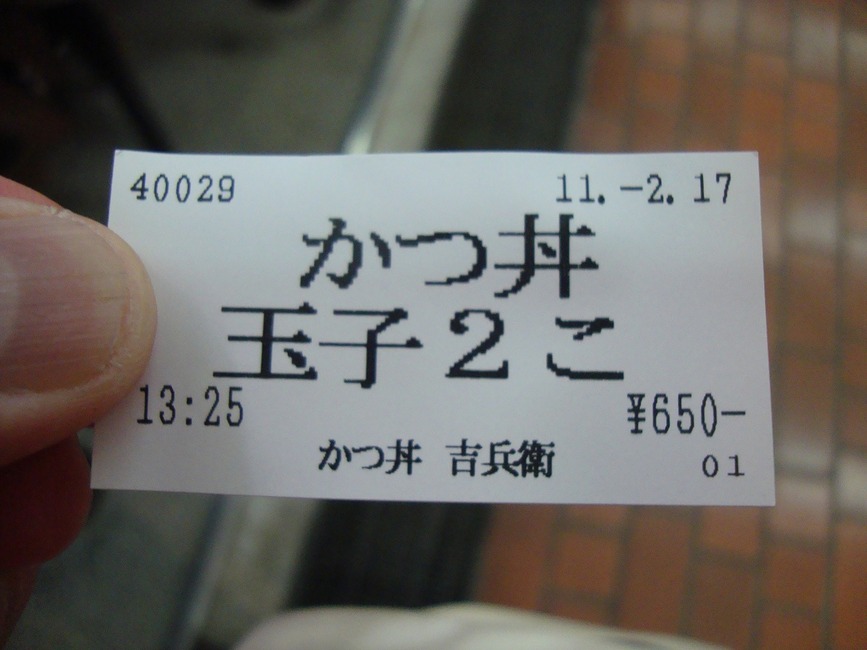 40029 11.-2.17
かつ丼
玉子2こ
13:25 ¥650-
かつ丼 吉兵衛 01